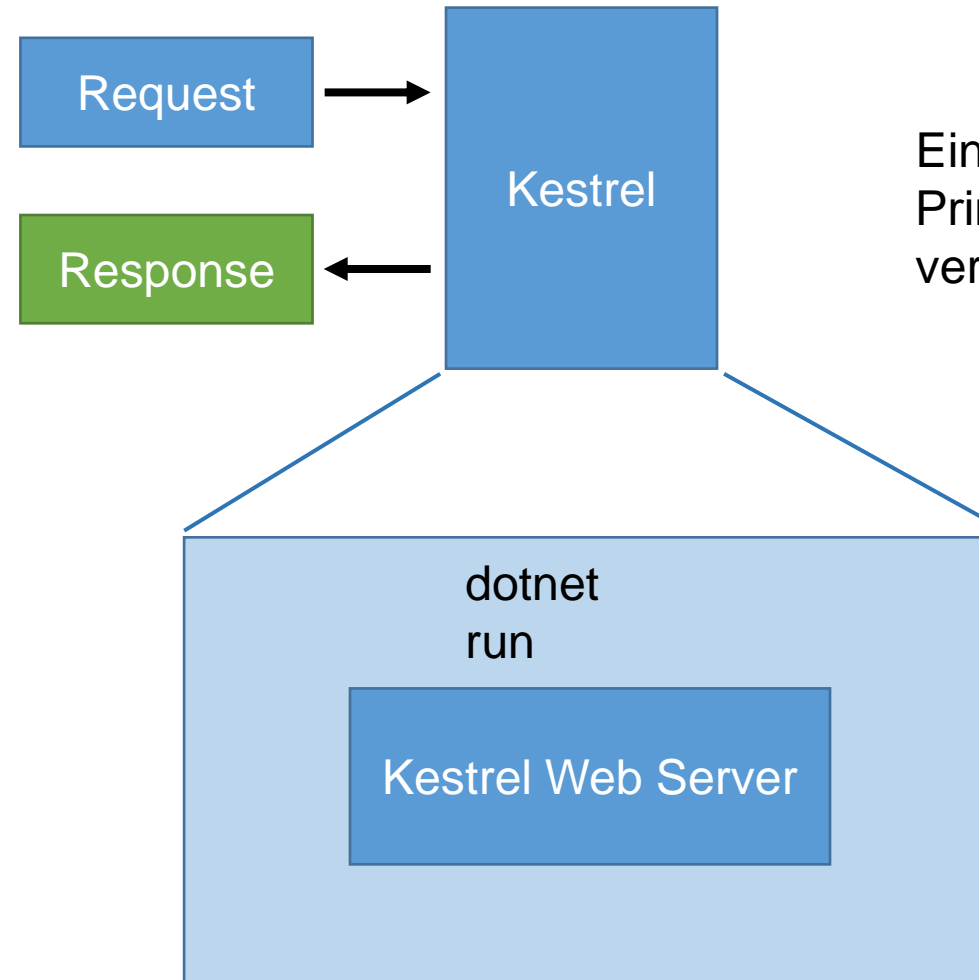 Request
Kestrel
Response
dotnet
run
Kestrel Web Server